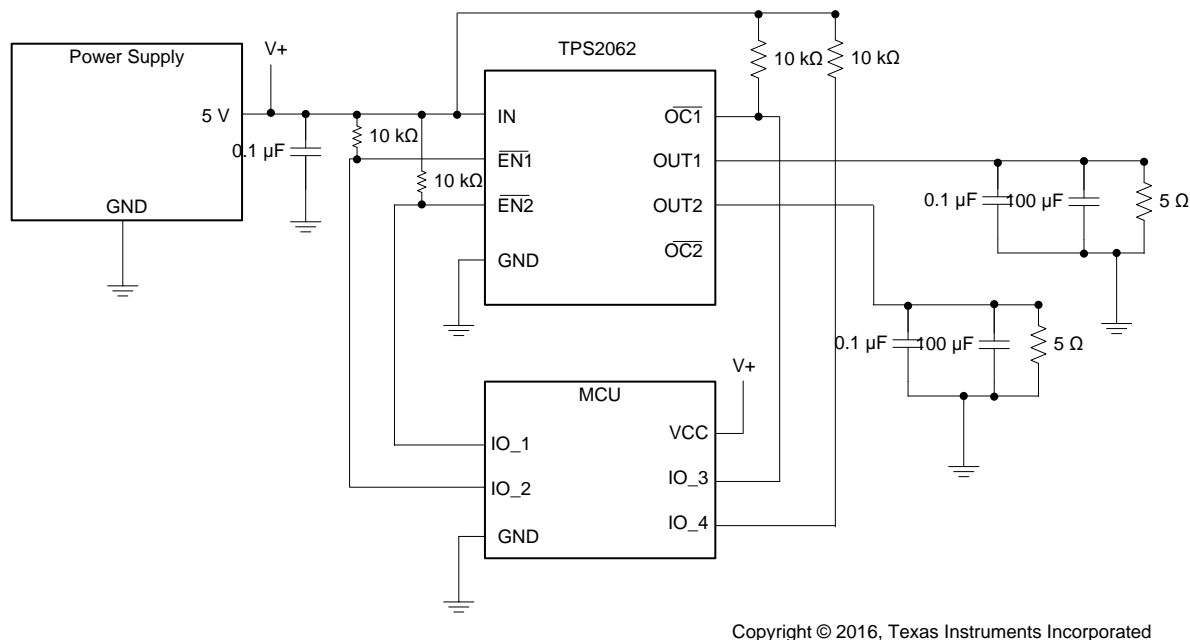 Power Supply
V+
TPS2062
10 kΩ
10 kΩ
5 V
IN
OC1
0.1 µF
10 kΩ
EN1
OUT1
10 kΩ
EN2
OUT2
0.1 µF
100 µF
5 Ω
GND
OC2
GND
0.1 µF
100 µF
5 Ω
V+
MCU
VCC
IO_1
IO_3
IO_2
IO_4
GND
Copyright © 2016, Texas Instruments Incorporated